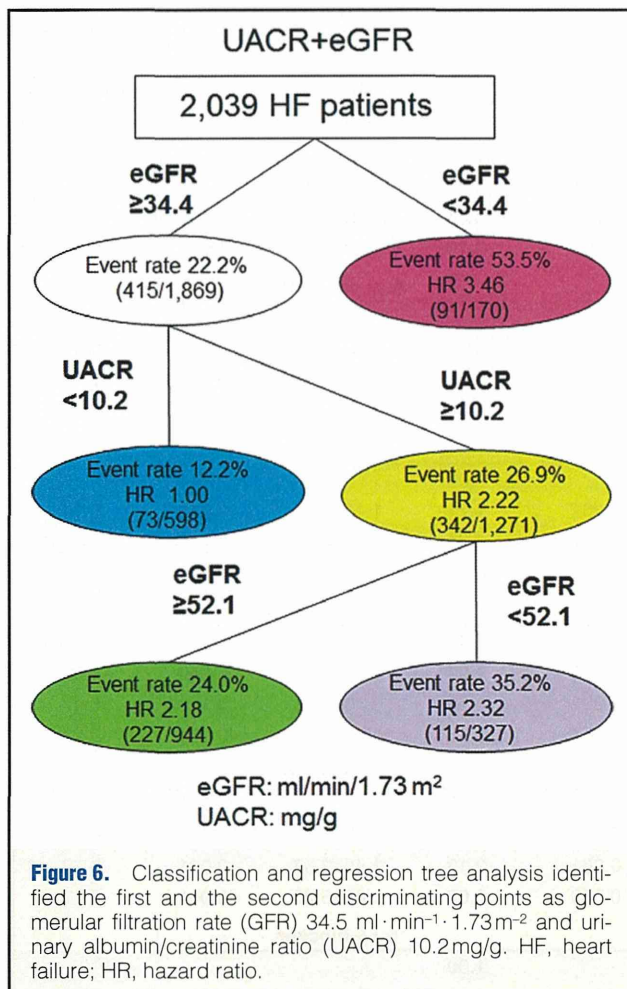 UACR+eGFR
2,039 HF patients
eGFR
≥34.4
eGFR
<34.4
Event rate 22.2%
(415/1,869)
Event rate 53.5%
HR 3.46
(91/170)
UACR
<10.2
UACR
≥10.2
Event rate 12.2%
HR 1.00
(73/598)
Event rate 26.9%
HR 2.22
(342/1,271)
eGFR
≥52.1
eGFR
<52.1
Event rate 24.0%
HR 2.18
(227/944)
Event rate 35.2%
HR 2.32
(115/327)
eGFR: ml/min/1.73 m²
UACR: mg/g
Figure 6. Classification and regression tree analysis identi-
fied the first and the second discriminating points as glo-
merular filtration rate (GFR) 34.5 ml·min⁻¹·1.73m⁻² and uri-
nary albumin/creatinine ratio (UACR) 10.2mg/g. HF, heart
failure; HR, hazard ratio.